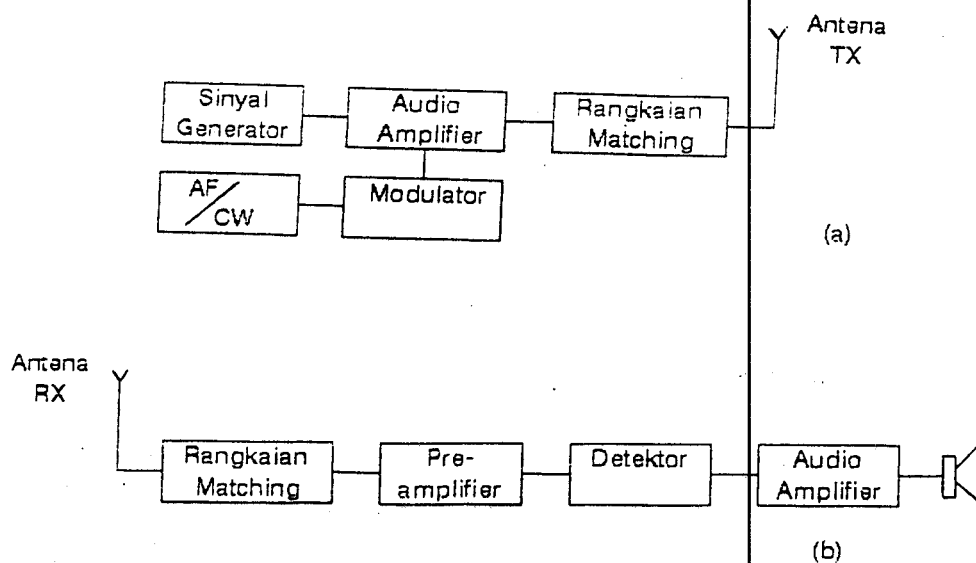 Antena
TX
Sinyal
Generator
Audio
Amplifier
Rangkaian
Matching
AF/CW
Modulator
(a)
Antena
RX
Rangkaian
Matching
Pre-
amplifier
Detektor
Audio
Amplifier
(b)